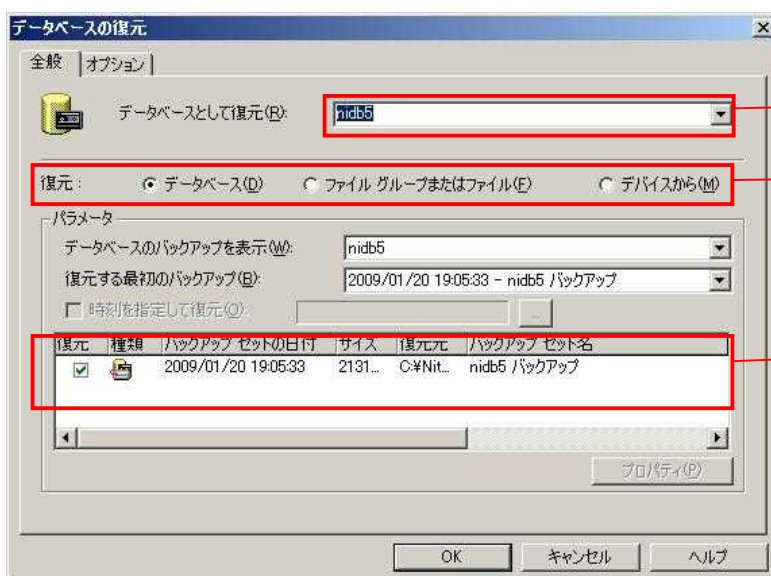 データベースの復元
全般 オプション
データベースとして復元(R): nidb5
復元: データベース(D) ファイル グループまたはファイル(F) デバイスから(M)
パラメータ
データベースのバックアップを表示(W): nidb5
復元する最初のバックアップ(B): 2009/01/20 19:05:33 - nidb5 バックアップ
時刻を指定して復元(O): ...
復元 種類 バックアップ セットの日付 サイズ 復元元 バックアップ セット名
2009/01/20 19:05:33 2131... C:¥Nit... nidb5 バックアップ
プロパティ(P)
OK キャンセル ヘルプ